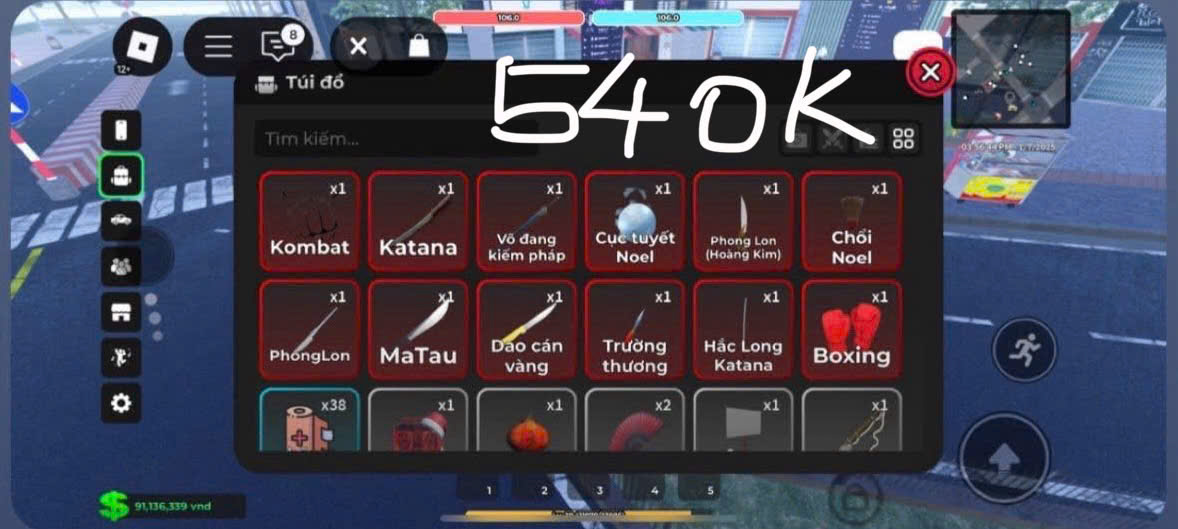 106.0
106.0
8
12+
Túi đồ
540K
Tìm kiếm...
x1
x1
x1
x1
x1
x1
Kombat
Katana
Võ đang kiếm pháp
Cục tuyết Noel
Phong Lon (Hoàng Kim)
Chổi Noel
x1
x1
x1
x1
x1
x1
PhongLon
MaTau
Dao cán vàng
Trường thương
Hắc Long Katana
Boxing
x38
x1
x1
x2
x1
x1
1
2
3
4
5
91,136,339 vnd